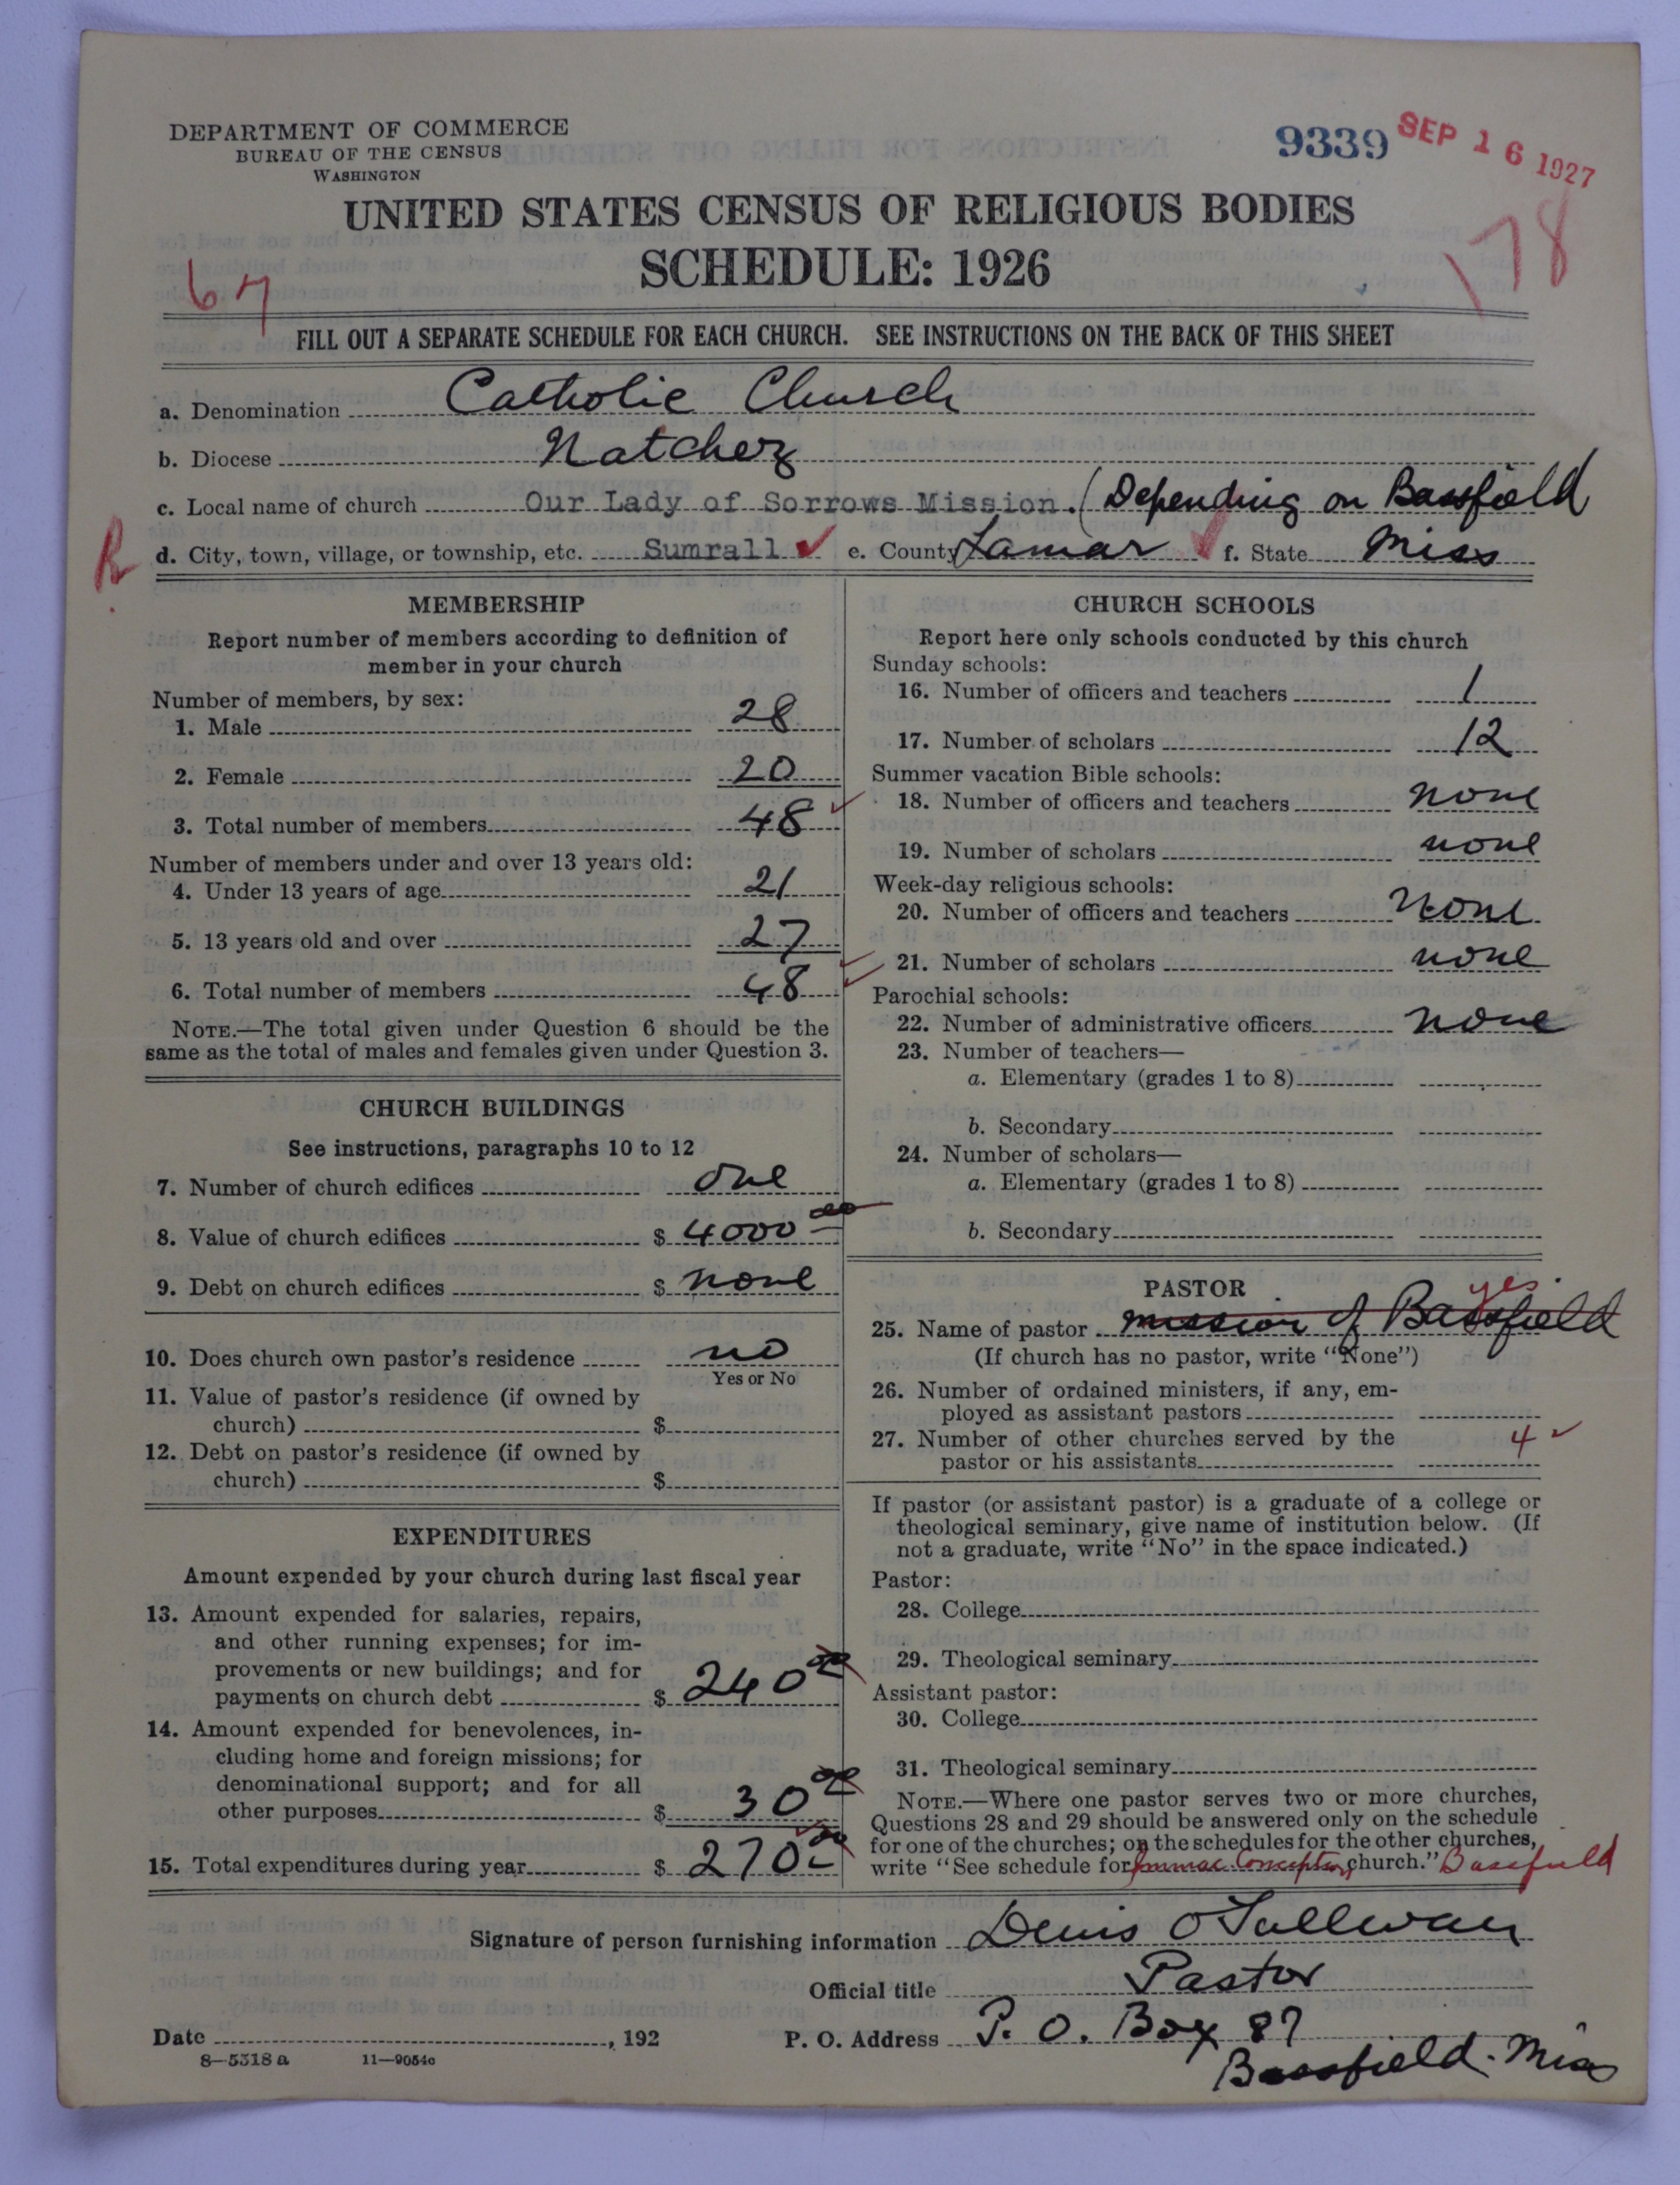 DEPARTMENT OF COMMERCE
BUREAU OF THE CENSUS
WASHINGTON
9339 SEP 16 1927
UNITED STATES CENSUS OF RELIGIOUS BODIES
SCHEDULE: 1926
67
178
FILL OUT A SEPARATE SCHEDULE FOR EACH CHURCH. SEE INSTRUCTIONS ON THE BACK OF THIS SHEET
a. Denomination Catholic Church
b. Diocese Natchez
c. Local name of church Our Lady of Sorrows Mission. (Depending on Bassfield
R d. City, town, village, or township, etc. Sumrall ✓ e. County Lamar ✓ f. State Miss
MEMBERSHIP
Report number of members according to definition of
member in your church
Number of members, by sex:
1. Male 28
2. Female 20
3. Total number of members 48
Number of members under and over 13 years old:
4. Under 13 years of age 21
5. 13 years old and over 27
6. Total number of members 48
NOTE.—The total given under Question 6 should be the
same as the total of males and females given under Question 3.
CHURCH BUILDINGS
See instructions, paragraphs 10 to 12
7. Number of church edifices one
8. Value of church edifices $ 4000 00
9. Debt on church edifices $ none
10. Does church own pastor's residence no
Yes or No
11. Value of pastor's residence (if owned by
church) $
12. Debt on pastor's residence (if owned by
church) $
EXPENDITURES
Amount expended by your church during last fiscal year
13. Amount expended for salaries, repairs,
and other running expenses; for im-
provements or new buildings; and for
payments on church debt $ 240 00
14. Amount expended for benevolences, in-
cluding home and foreign missions; for
denominational support; and for all
other purposes $ 30 00
15. Total expenditures during year $ 270 00
CHURCH SCHOOLS
Report here only schools conducted by this church
Sunday schools:
16. Number of officers and teachers 1
17. Number of scholars 12
Summer vacation Bible schools:
18. Number of officers and teachers none
19. Number of scholars none
Week-day religious schools:
20. Number of officers and teachers None
21. Number of scholars none
Parochial schools:
22. Number of administrative officers none
23. Number of teachers—
a. Elementary (grades 1 to 8)
b. Secondary
24. Number of scholars—
a. Elementary (grades 1 to 8)
b. Secondary
PASTOR
yes.
25. Name of pastor mission of Bassfield
(If church has no pastor, write "None")
26. Number of ordained ministers, if any, em-
ployed as assistant pastors
27. Number of other churches served by the
pastor or his assistants 4 ✓
If pastor (or assistant pastor) is a graduate of a college or
theological seminary, give name of institution below. (If
not a graduate, write "No" in the space indicated.)
Pastor:
28. College
29. Theological seminary
Assistant pastor:
30. College
31. Theological seminary
NOTE.—Where one pastor serves two or more churches,
Questions 28 and 29 should be answered only on the schedule
for one of the churches; on the schedules for the other churches,
write "See schedule for Immac. Conception church." Bassfield
Signature of person furnishing information Denis O'Sullivan
Official title Pastor
Date , 192
P. O. Address P. O. Box 87
Bassfield. Miss
8—5318 a 11—9054c